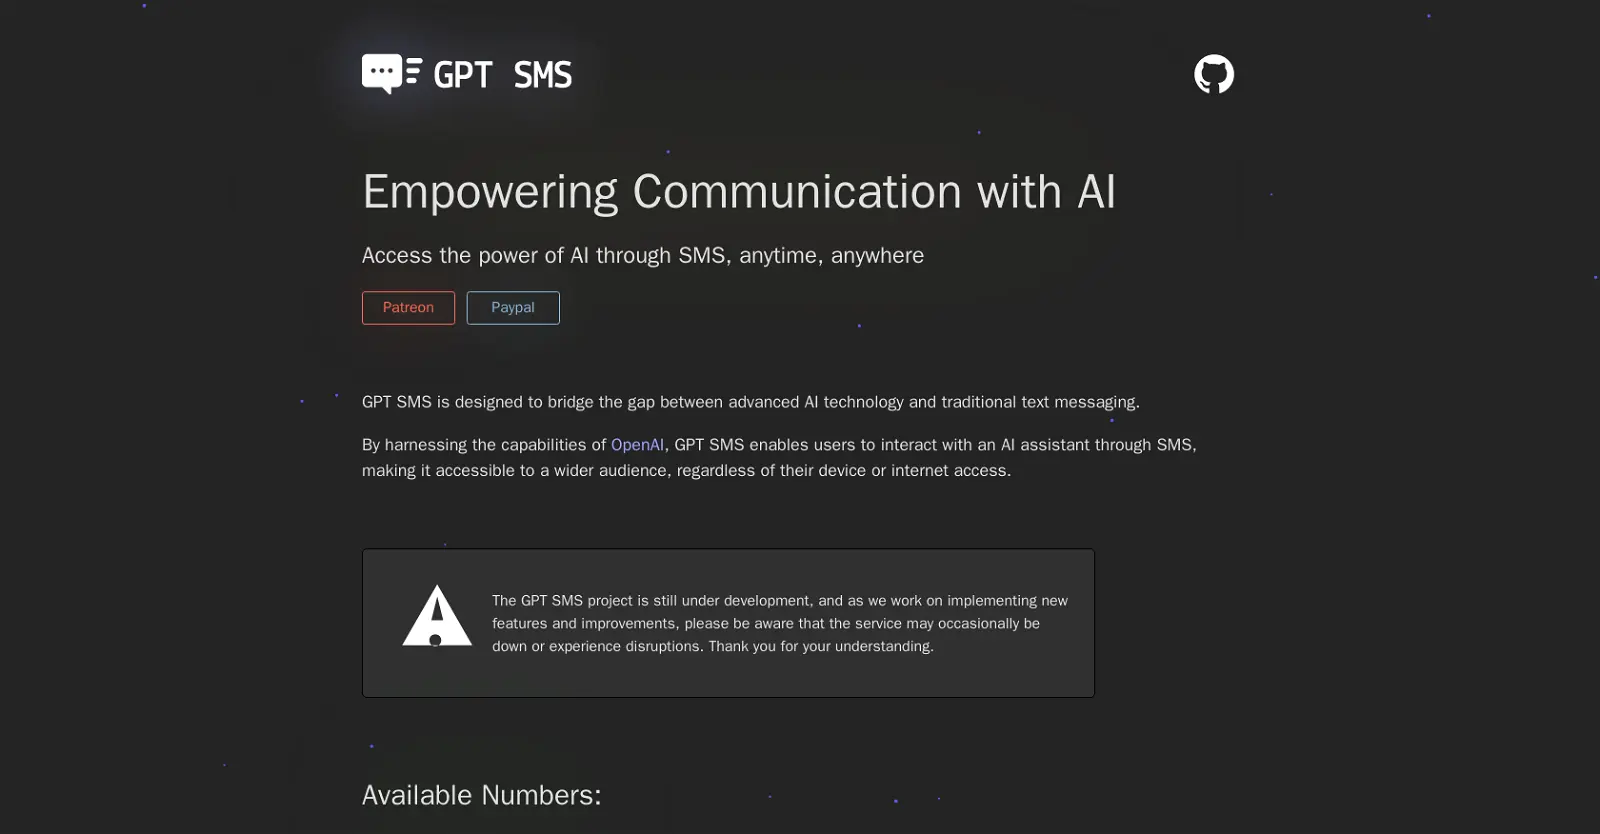 GPT SMS
Empowering Communication with AI
Access the power of AI through SMS, anytime, anywhere
Patreon
Paypal
GPT SMS is designed to bridge the gap between advanced AI technology and traditional text messaging.
By harnessing the capabilities of OpenAI, GPT SMS enables users to interact with an AI assistant through SMS,
making it accessible to a wider audience, regardless of their device or internet access.
The GPT SMS project is still under development, and as we work on implementing new
features and improvements, please be aware that the service may occasionally be
down or experience disruptions. Thank you for your understanding.
Available Numbers: